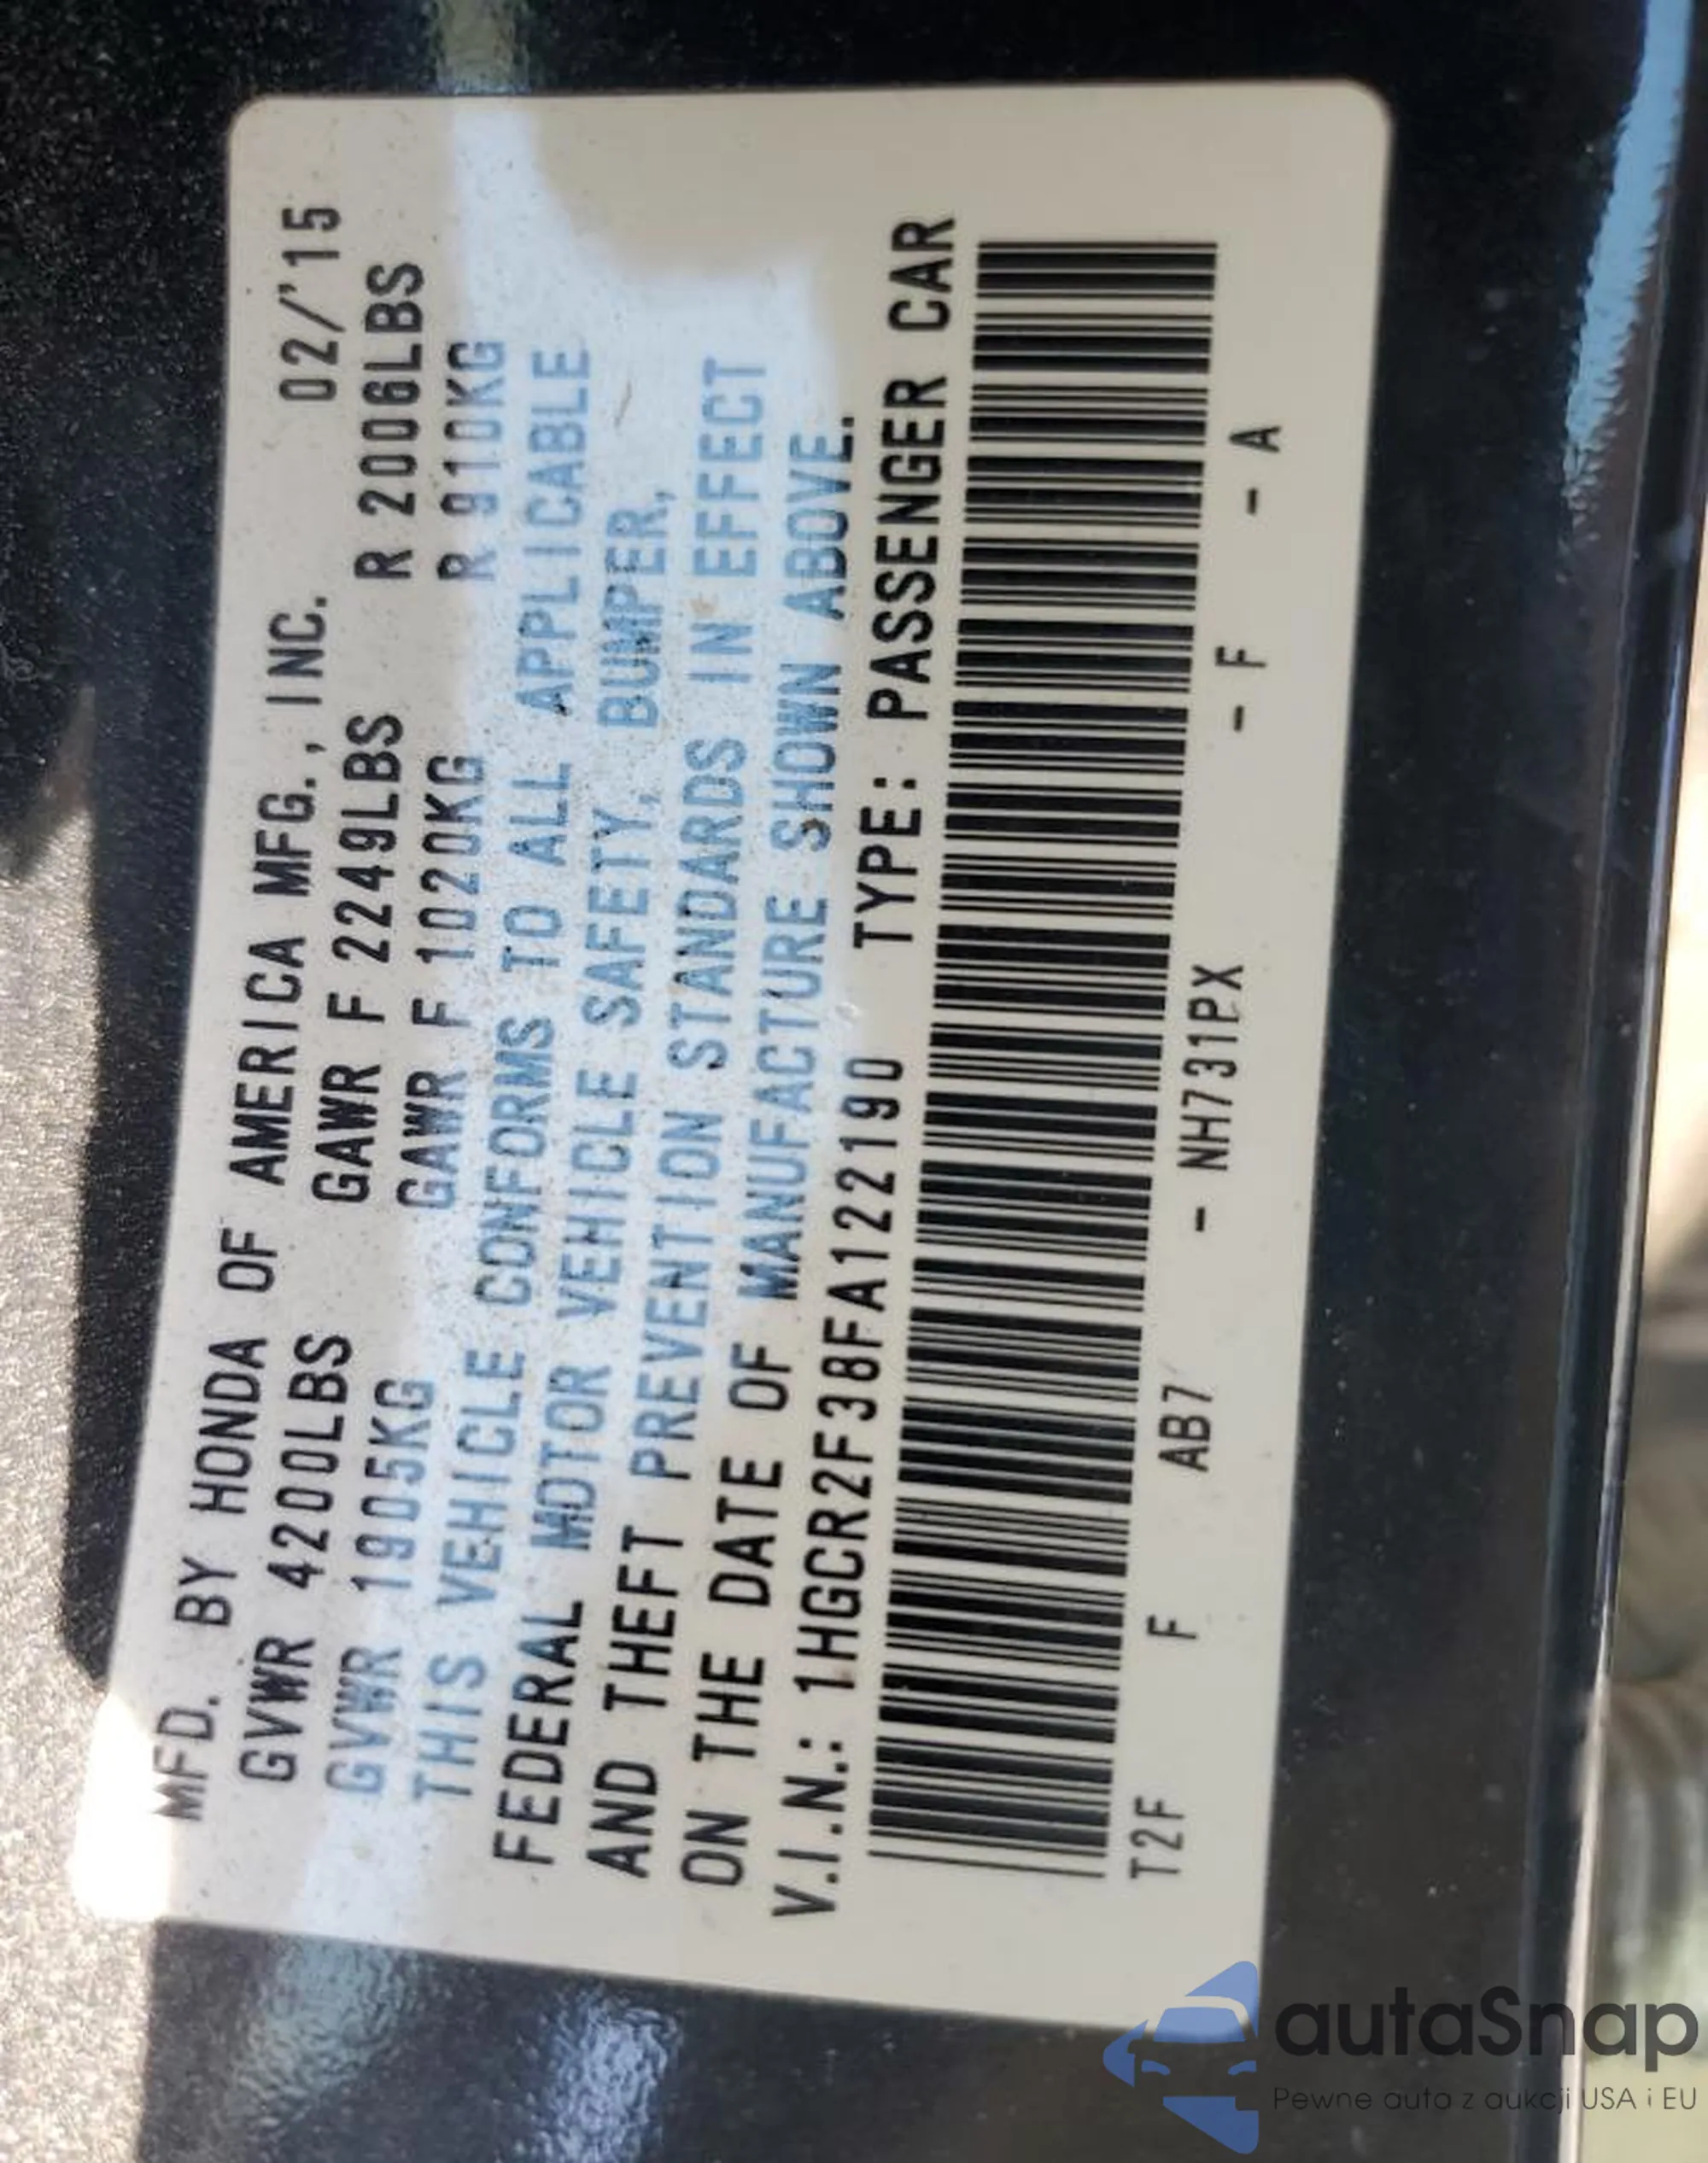 MFD. BY HONDA OF AMERICA MFG., INC. 02/'15
GVWR 4200LBS GAWR F 2249LBS R 2006LBS
GVWR 1905KG GAWR F 1020KG R 910KG
THIS VEHICLE CONFORMS TO ALL APPLICABLE
FEDERAL MOTOR VEHICLE SAFETY, BUMPER,
AND THEFT PREVENTION STANDARDS IN EFFECT
ON THE DATE OF MANUFACTURE SHOWN ABOVE.
V.I.N.: 1HGCR2F38FA122190 TYPE: PASSENGER CAR
T2F F AB7 - NH731PX - F - A
autaSnap
Pewne auta z aukcji USA i EU